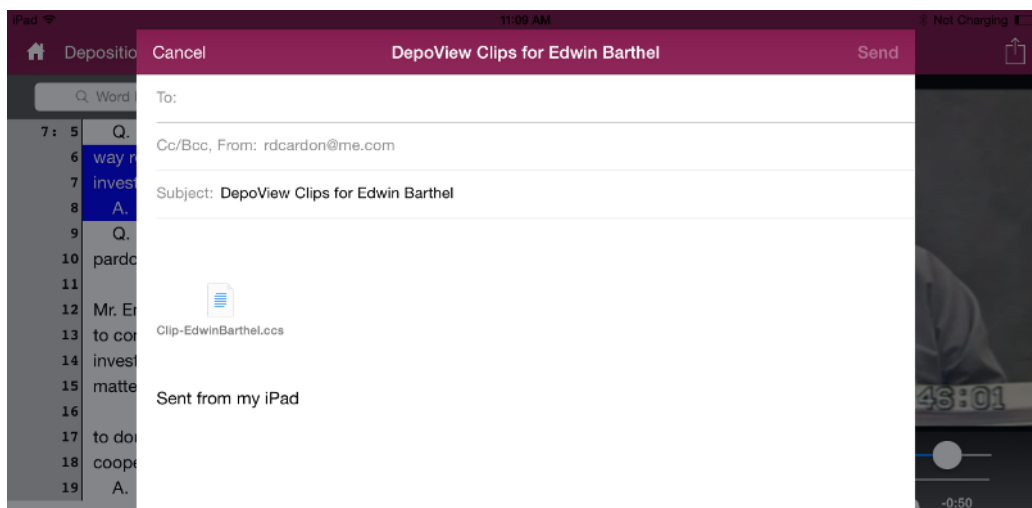 iPad 11:09 AM Not Charging
Depositio Cancel DepoView Clips for Edwin Barthel Send
Word To:
7: 5 Q.
Cc/Bcc, From: rdcardon@me.com
6 way r
7 invest Subject: DepoView Clips for Edwin Barthel
8 A.
9 Q.
10 pardo
11
12 Mr. Er
Clip-EdwinBarthel.ccs
13 to cor
14 invest
15 matte
Sent from my iPad
16
46:01
17 to dor
18 coope
19 A.
-0:50